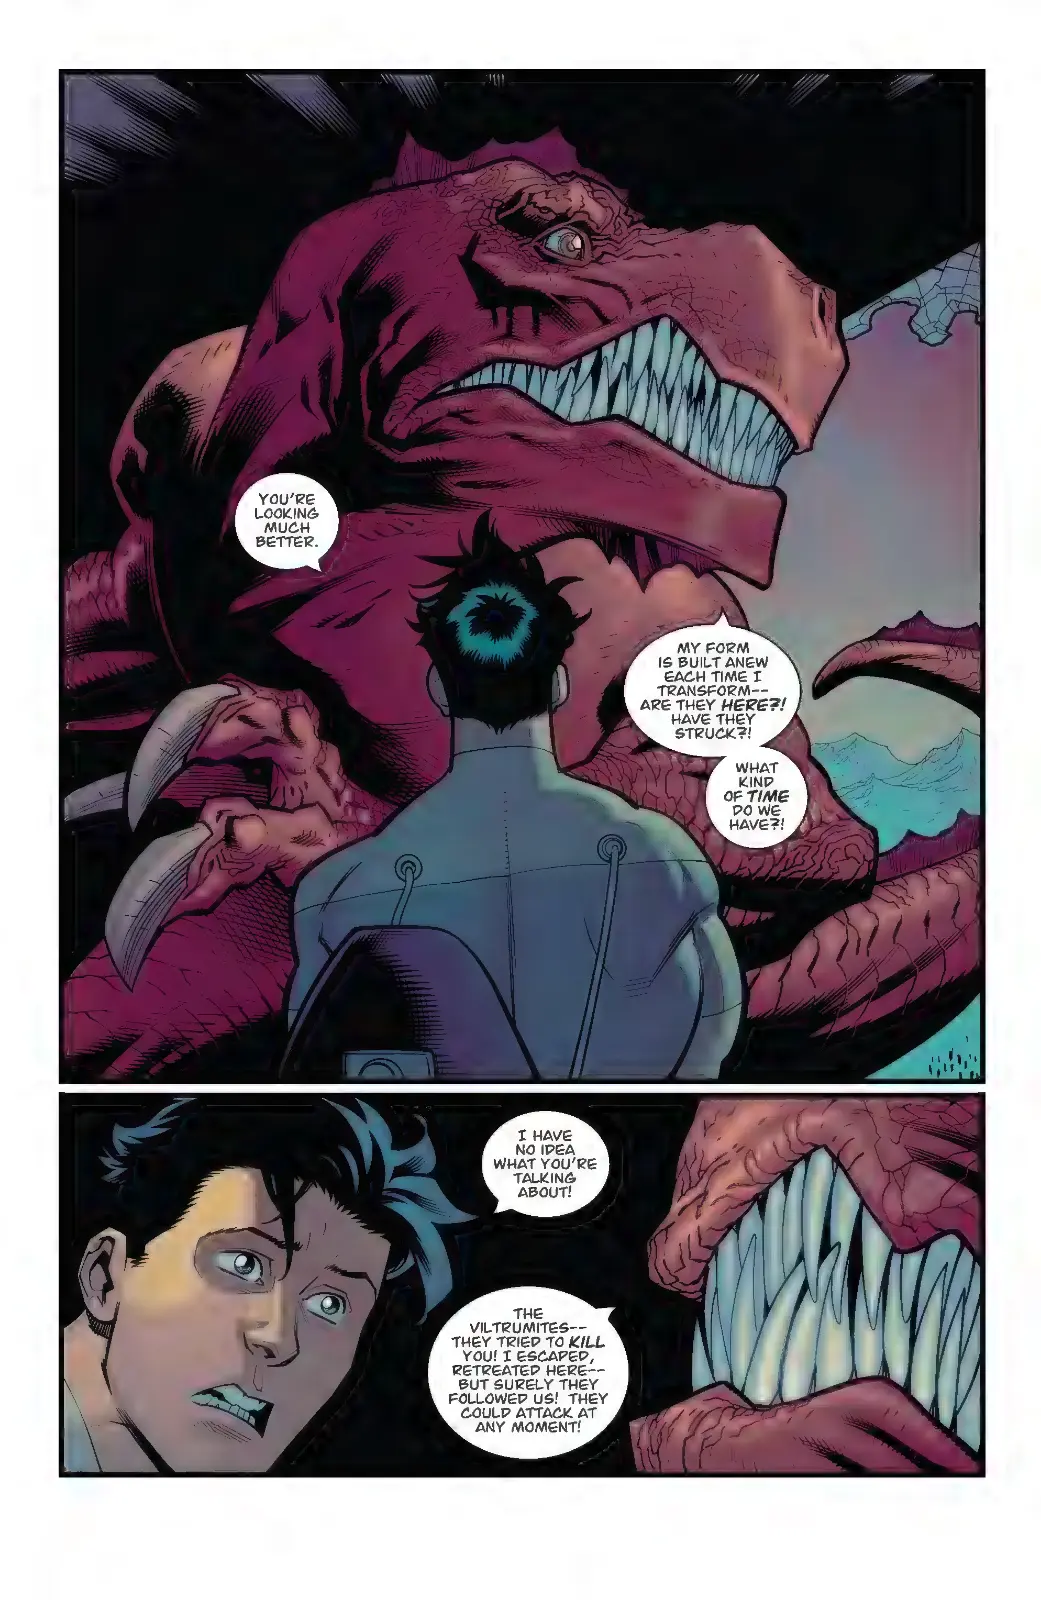 YOU'RE
LOOKING
MUCH
BETTER.
MY FORM
IS BUILT ANEW
EACH TIME I
TRANSFORM--
ARE THEY HERE?!
HAVE THEY
STRUCK?!
WHAT
KIND
OF TIME
DO WE
HAVE?!
I HAVE
NO IDEA
WHAT YOU'RE
TALKING
ABOUT!
THE
VILTRUMITES--
THEY TRIED TO KILL
YOU! I ESCAPED,
RETREATED HERE--
BUT SURELY THEY
FOLLOWED US! THEY
COULD ATTACK AT
ANY MOMENT!